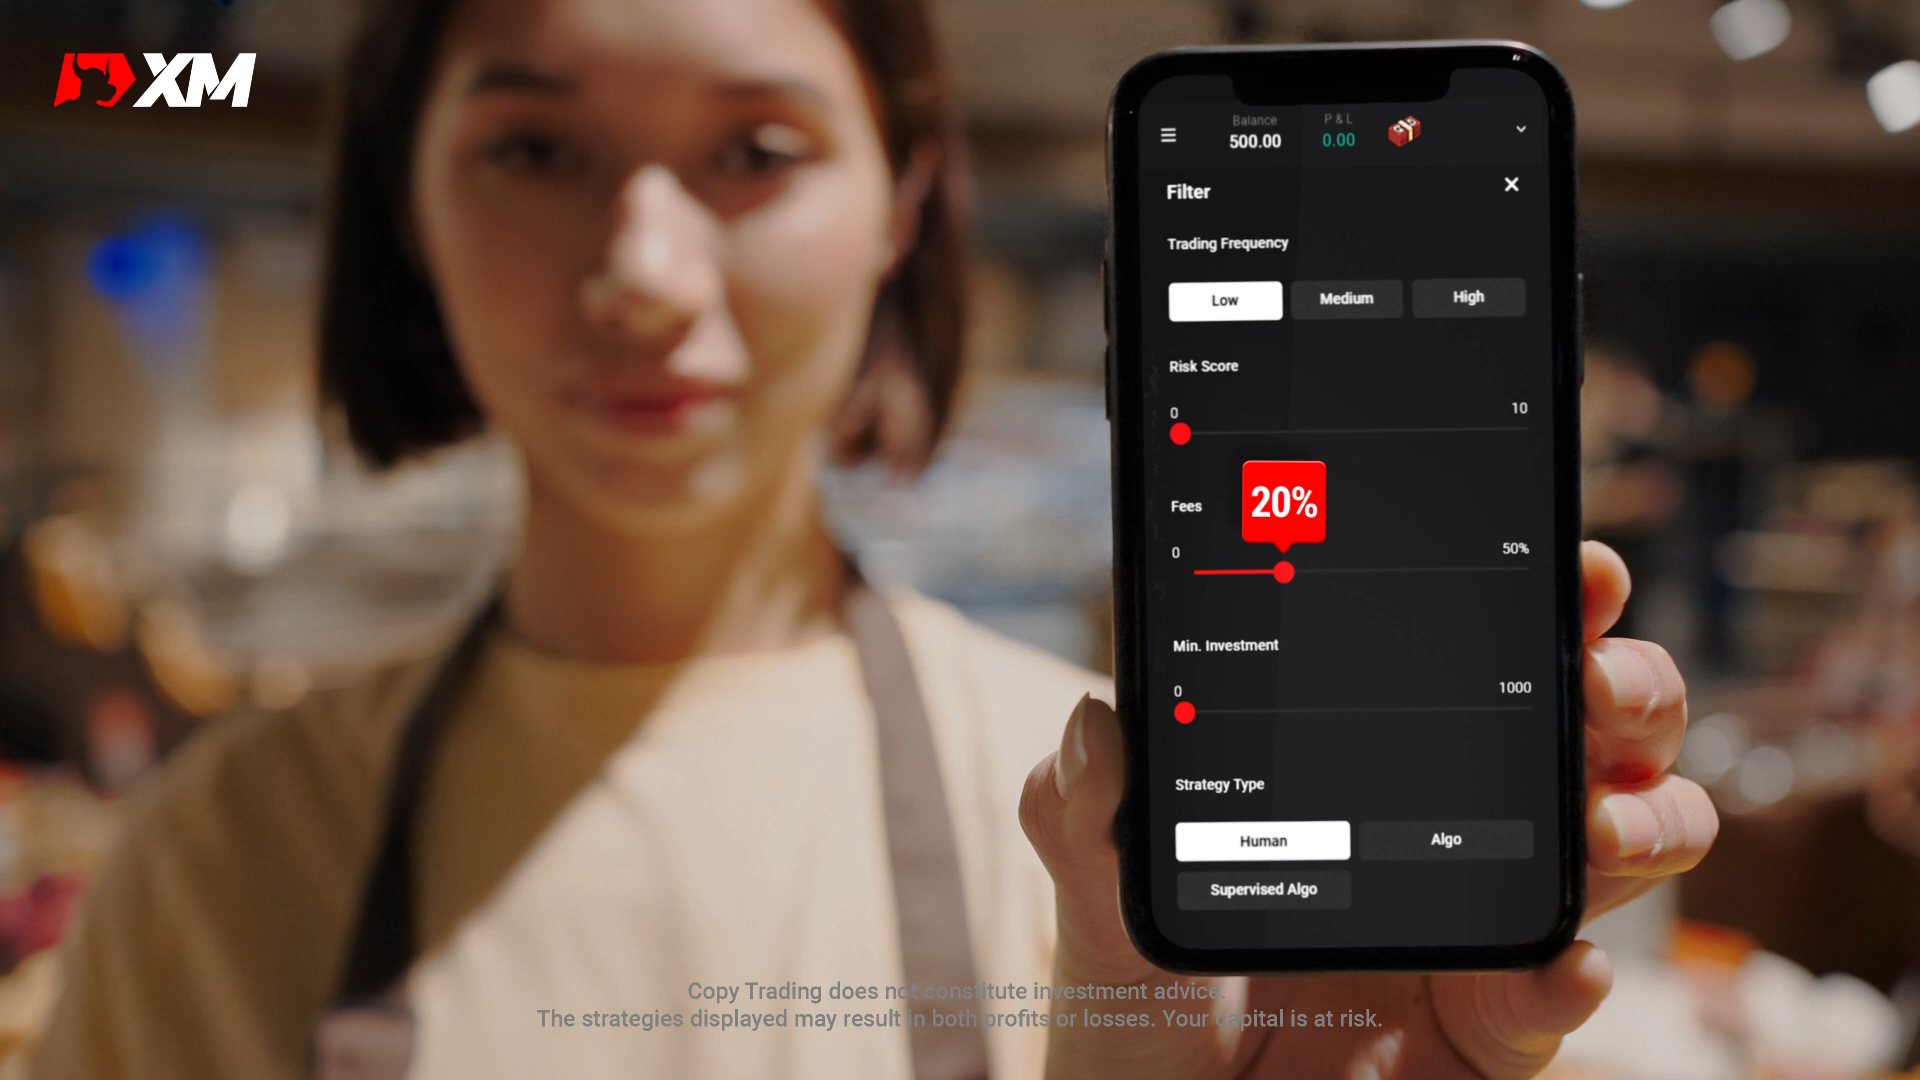 XM
Balance
500.00
P & L
0.00
Filter
Trading Frequency
Low
Medium
High
Risk Score
0
10
20%
Fees
0
50%
Min. Investment
0
1000
Strategy Type
Human
Algo
Supervised Algo
Copy Trading does not constitute investment advice.
The strategies displayed may result in both profits or losses. Your capital is at risk.